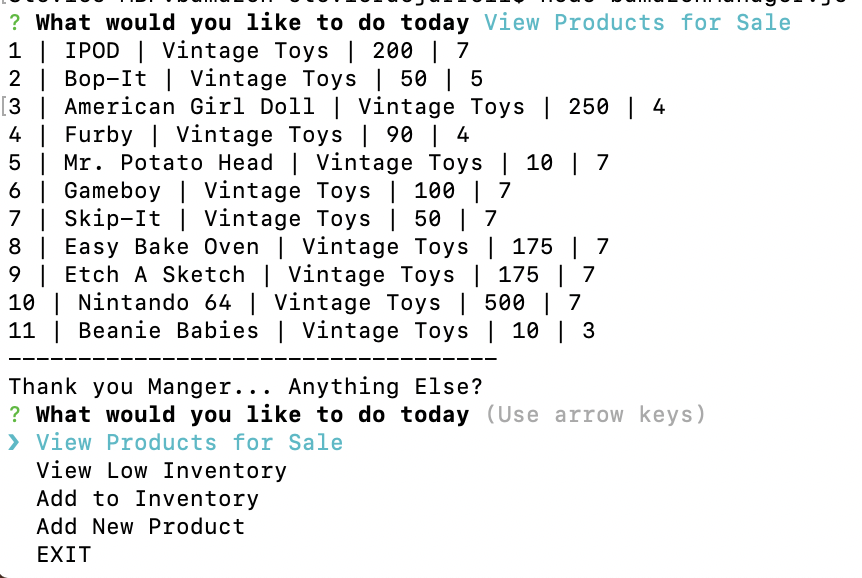 ? What would you like to do today View Products for Sale
1 | IPOD | Vintage Toys | 200 | 7
2 | Bop-It | Vintage Toys | 50 | 5
[3 | American Girl Doll | Vintage Toys | 250 | 4
4 | Furby | Vintage Toys | 90 | 4
5 | Mr. Potato Head | Vintage Toys | 10 | 7
6 | Gameboy | Vintage Toys | 100 | 7
7 | Skip-It | Vintage Toys | 50 | 7
8 | Easy Bake Oven | Vintage Toys | 175 | 7
9 | Etch A Sketch | Vintage Toys | 175 | 7
10 | Nintando 64 | Vintage Toys | 500 | 7
11 | Beanie Babies | Vintage Toys | 10 | 3
-----------------------------------
Thank you Manger... Anything Else?
? What would you like to do today (Use arrow keys)
❯ View Products for Sale
View Low Inventory
Add to Inventory
Add New Product
EXIT